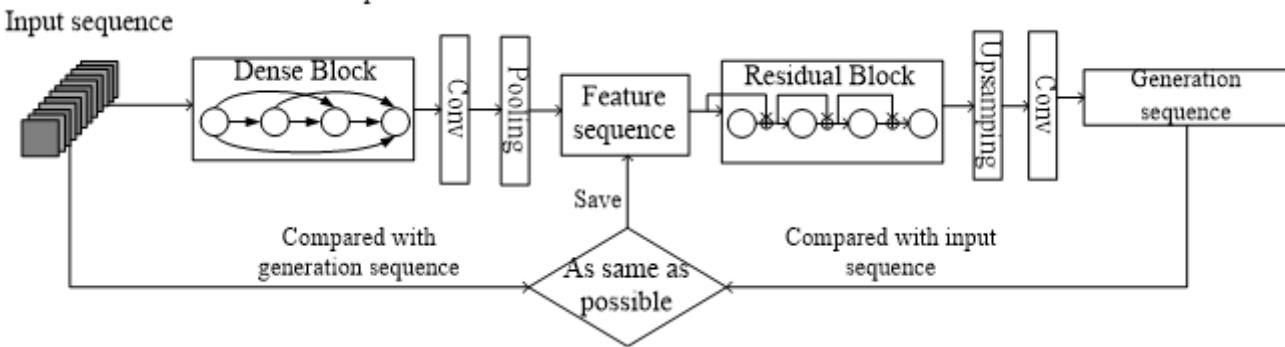 Input sequence
Dense Block
Conv
Pooling
Feature
sequence
Residual Block
Upsamping
Conv
Generation
sequence
Save
Compared with
generation sequence
As same as
possible
Compared with input
sequence